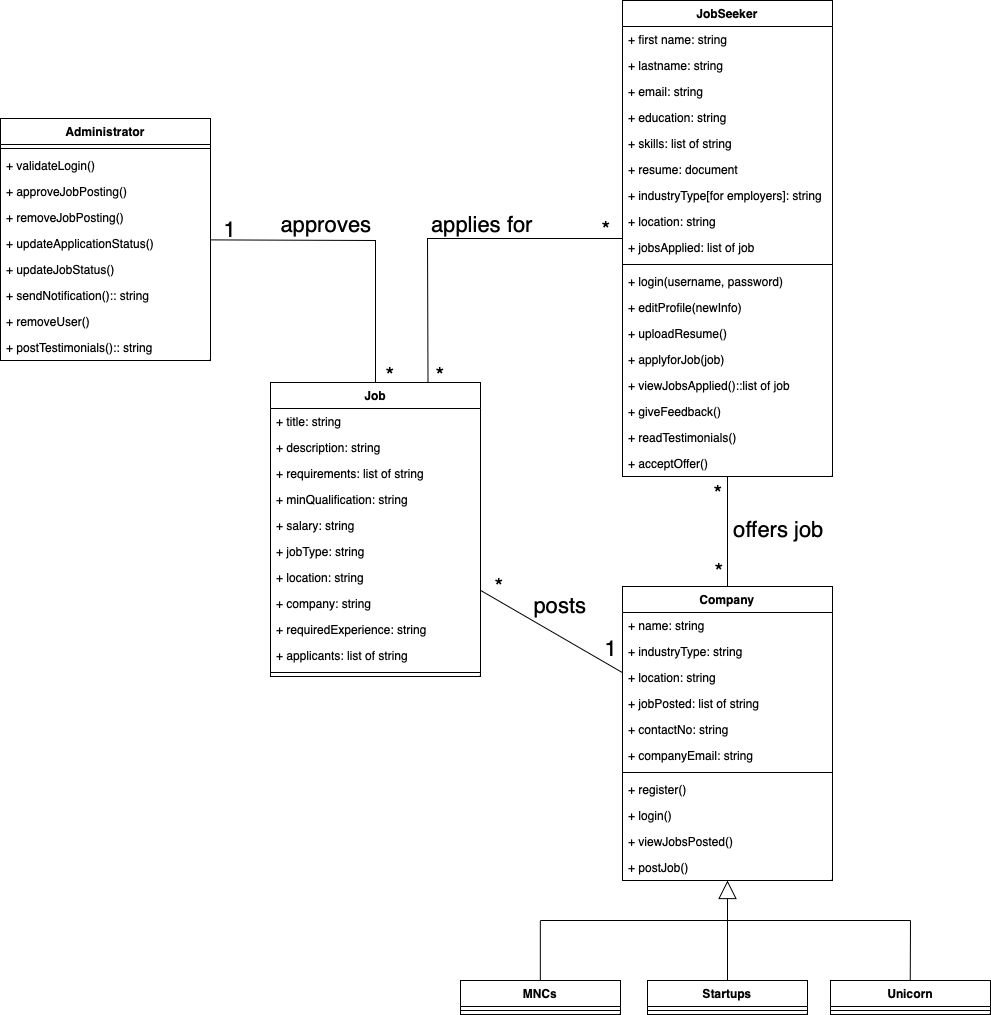 JobSeeker
+ first name: string
+ lastname: string
+ email: string
+ education: string
+ skills: list of string
+ resume: document
+ industryType[for employers]: string
+ location: string
+ jobsApplied: list of job
+ login(username, password)
+ editProfile(newInfo)
+ uploadResume()
+ applyforJob(job)
+ viewJobsApplied()::list of job
+ giveFeedback()
+ readTestimonials()
+ acceptOffer()
Administrator
+ validateLogin()
+ approveJobPosting()
+ removeJobPosting()
+ updateApplicationStatus()
+ updateJobStatus()
+ sendNotification():: string
+ removeUser()
+ postTestimonials():: string
1
approves
*
applies for
*
*
Job
+ title: string
+ description: string
+ requirements: list of string
+ minQualification: string
+ salary: string
+ jobType: string
+ location: string
+ company: string
+ requiredExperience: string
+ applicants: list of string
*
offers job
*
*
posts
1
Company
+ name: string
+ industryType: string
+ location: string
+ jobPosted: list of string
+ contactNo: string
+ companyEmail: string
+ register()
+ login()
+ viewJobsPosted()
+ postJob()
MNCs
Startups
Unicorn